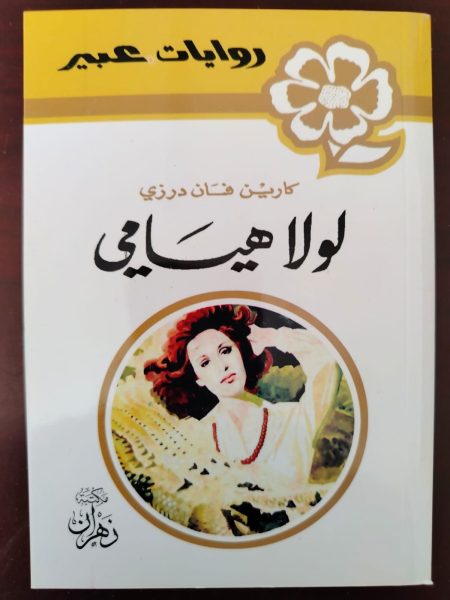 روايات عبير
كارين فان درزي
لولا هيامي
مكتبة
زهران